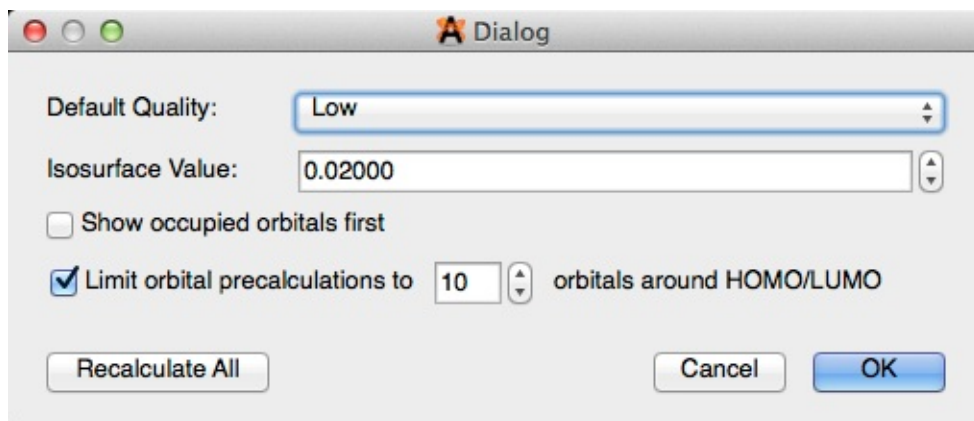 Dialog
Default Quality: Low
Isosurface Value: 0.02000
Show occupied orbitals first
Limit orbital precalculations to 10 orbitals around HOMO/LUMO
Recalculate All Cancel OK